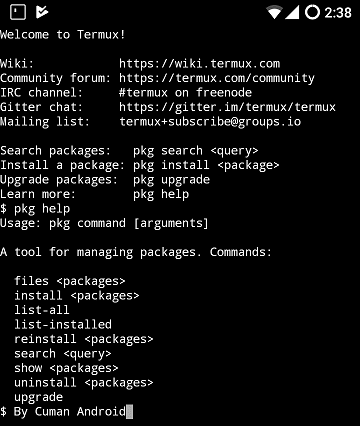 2:38
Welcome to Termux!
Wiki: https://wiki.termux.com
Community forum: https://termux.com/community
IRC channel: #termux on freenode
Gitter chat: https://gitter.im/termux/termux
Mailing list: termux+subscribe@groups.io
Search packages: pkg search <query>
Install a package: pkg install <package>
Upgrade packages: pkg upgrade
Learn more: pkg help
$ pkg help
Usage: pkg command [arguments]
A tool for managing packages. Commands:
files <packages>
install <packages>
list-all
list-installed
reinstall <packages>
search <query>
show <packages>
uninstall <packages>
upgrade
$ By Cuman Android